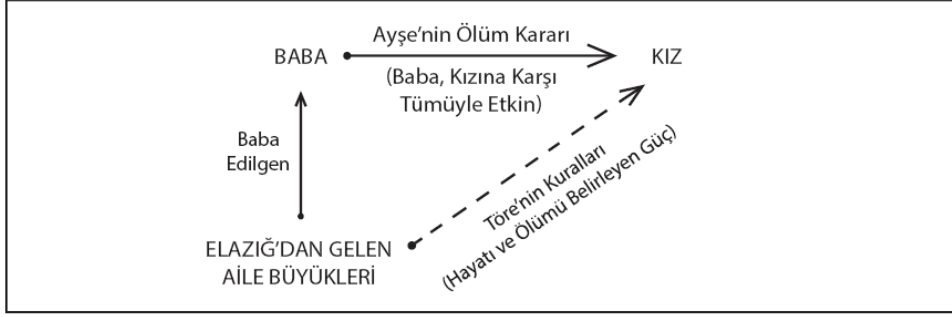 Ayşe'nin Ölüm Kararı
BABA
KIZ
(Baba, Kızına Karşı
Tümüyle Etkin)
Baba
Edilgen
Töre'nin Kuralları
(Hayatı ve Ölümü Belirleyen Güç)
ELAZIĞ'DAN GELEN
AİLE BÜYÜKLERİ